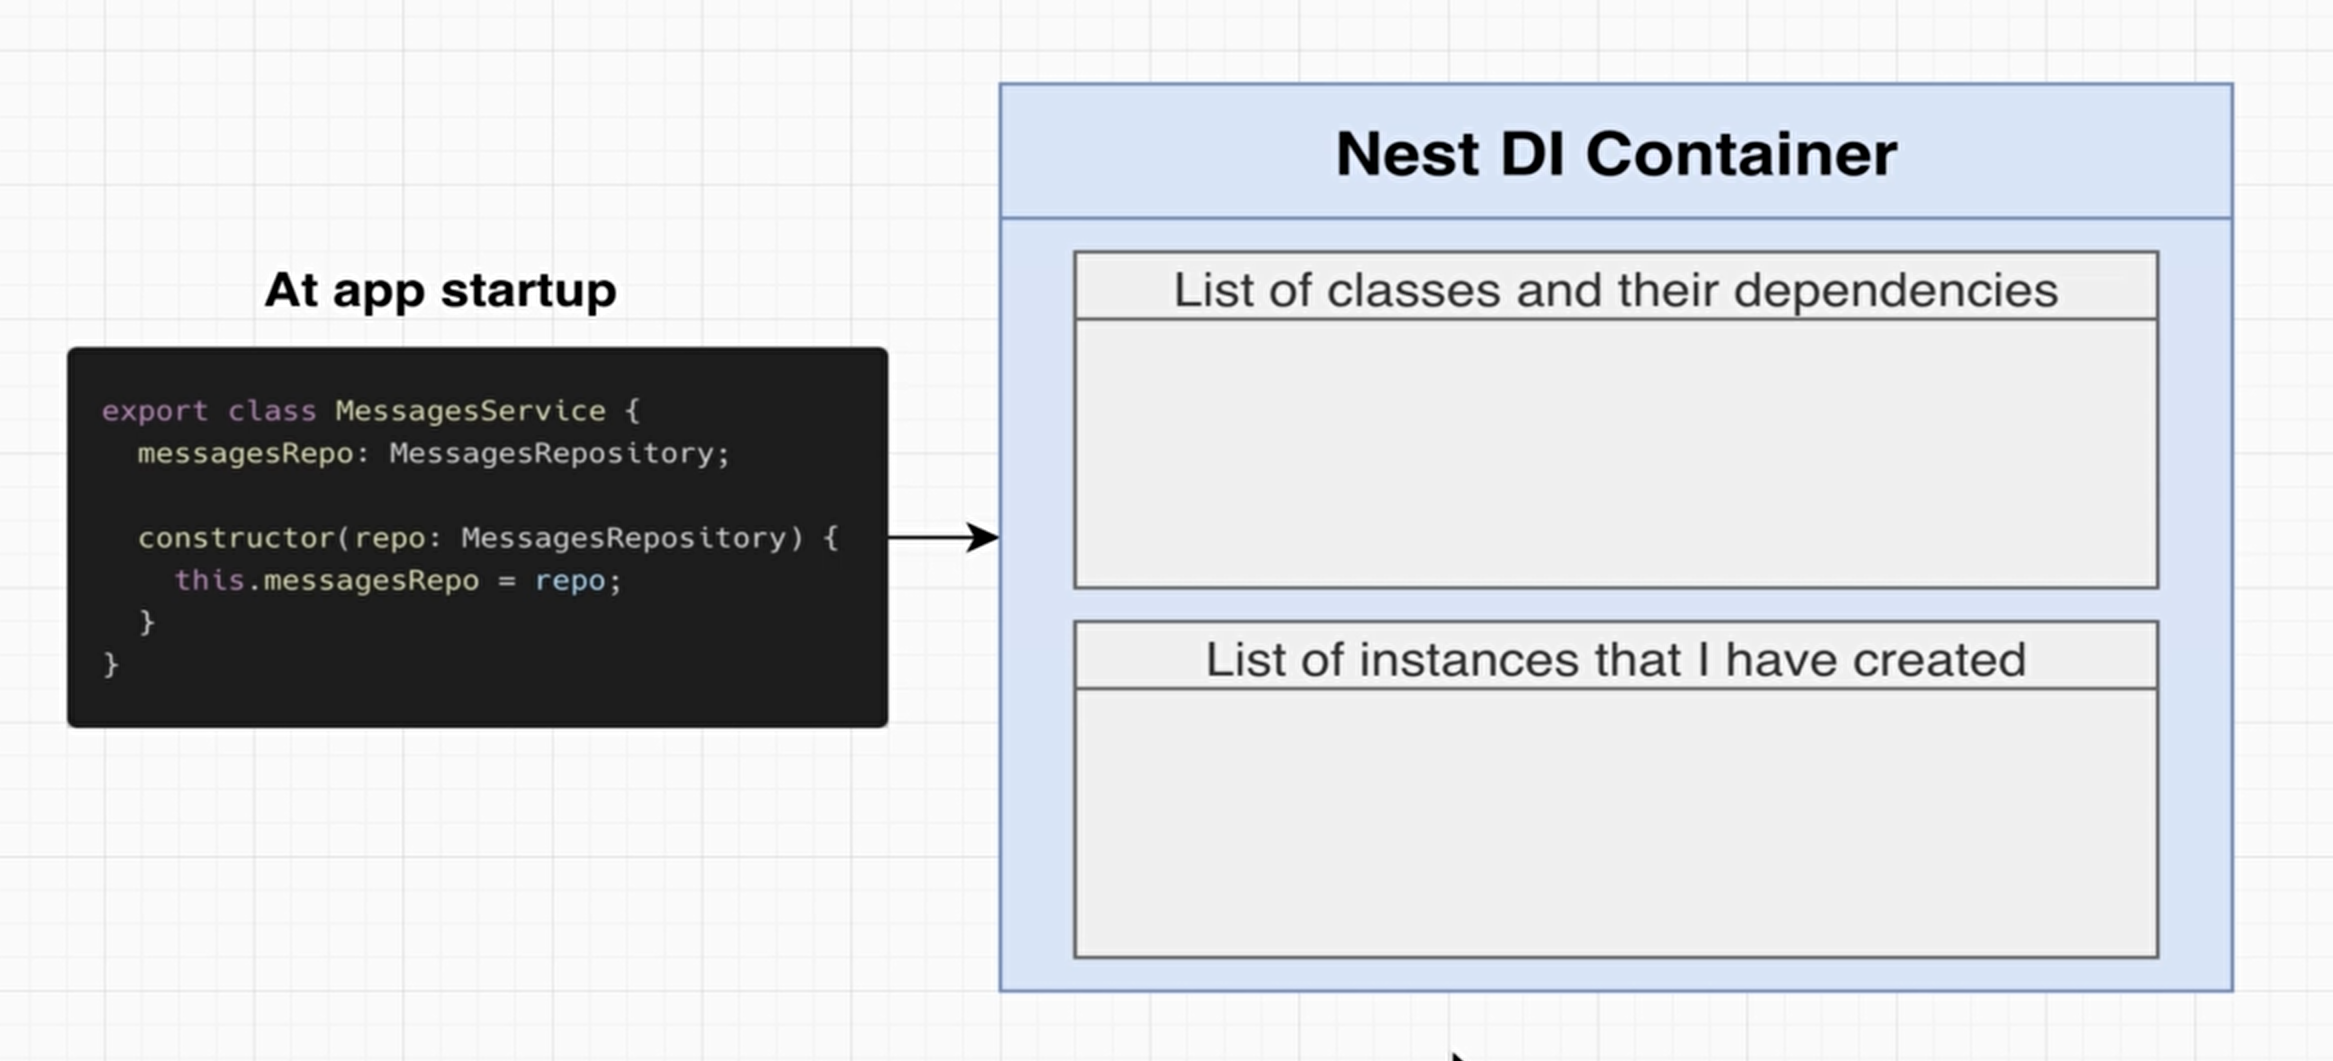 At app startup
export class MessagesService {
  messagesRepo: MessagesRepository;
  constructor(repo: MessagesRepository) {
    this.messagesRepo = repo;
  }
}
Nest DI Container
List of classes and their dependencies
List of instances that I have created